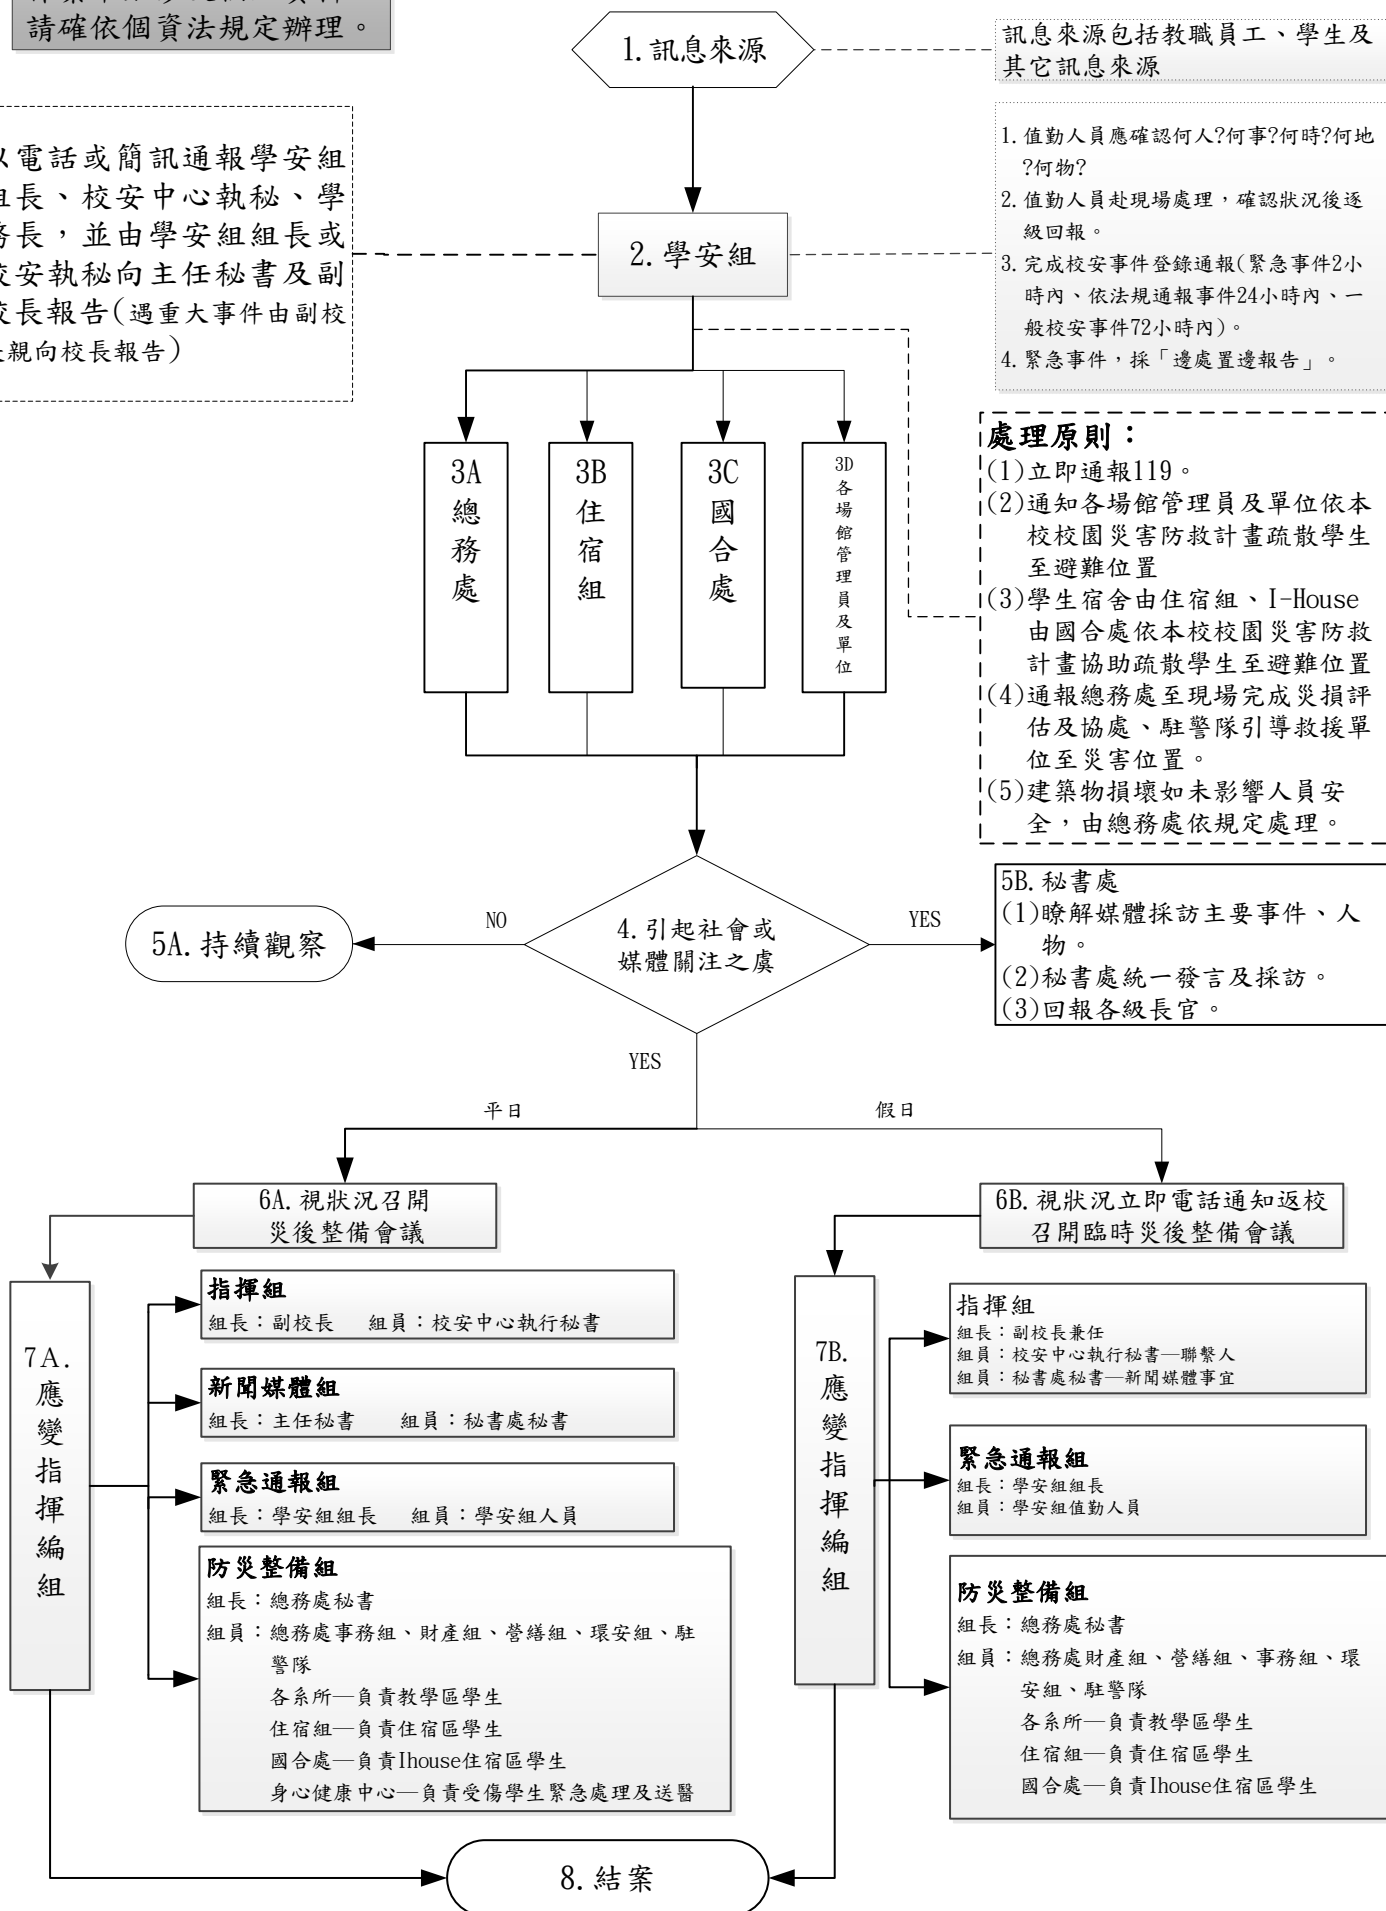 請確依個資法規定辦理。
1.訊息來源
訊息來源包括教職員工、學生及
其它訊息來源
以電話或簡訊通報學安組
組長、校安中心執秘、學
務長，並由學安組組長或
校安執秘向主任秘書及副
校長報告(遇重大事件由副校
長親向校長報告)
2.學安組
1.值勤人員應確認何人?何事?何時?何地
?何物?
2.值勤人員赴現場處理，確認狀況後逐
級回報。
3.完成校安事件登錄通報(緊急事件2小
時內、依法規通報事件24小時內、一
般校安事件72小時內)。
4.緊急事件，採「邊處置邊報告」。
3A
總
務
處
3B
住
宿
組
3C
國
合
處
3D
各
場
館
管
理
員
及
單
位
處理原則：
(1)立即通報119。
(2)通知各場館管理員及單位依本
校校園災害防救計畫疏散學生
至避難位置
(3)學生宿舍由住宿組、I-House
由國合處依本校校園災害防救
計畫協助疏散學生至避難位置
(4)通報總務處至現場完成災損評
估及協處、駐警隊引導救援單
位至災害位置。
(5)建築物損壞如未影響人員安
全，由總務處依規定處理。
4.引起社會或
媒體關注之虞
NO
YES
5A.持續觀察
5B.秘書處
(1)瞭解媒體採訪主要事件、人
物。
(2)秘書處統一發言及採訪。
(3)回報各級長官。
YES
平日
假日
6A.視狀況召開
災後整備會議
6B.視狀況立即電話通知返校
召開臨時災後整備會議
7A.
應
變
指
揮
編
組
指揮組
組長：副校長 組員：校安中心執行秘書
新聞媒體組
組長：主任秘書 組員：秘書處秘書
緊急通報組
組長：學安組組長 組員：學安組人員
防災整備組
組長：總務處秘書
組員：總務處事務組、財產組、營繕組、環安組、駐
警隊
各系所—負責教學區學生
住宿組—負責住宿區學生
國合處—負責Ihouse住宿區學生
身心健康中心—負責受傷學生緊急處理及送醫
7B.
應
變
指
揮
編
組
指揮組
組長：副校長兼任
組員：校安中心執行秘書—聯繫人
組員：秘書處秘書—新聞媒體事宜
緊急通報組
組長：學安組組長
組員：學安組值勤人員
防災整備組
組長：總務處秘書
組員：總務處財產組、營繕組、事務組、環
安組、駐警隊
各系所—負責教學區學生
住宿組—負責住宿區學生
國合處—負責Ihouse住宿區學生
8.結案